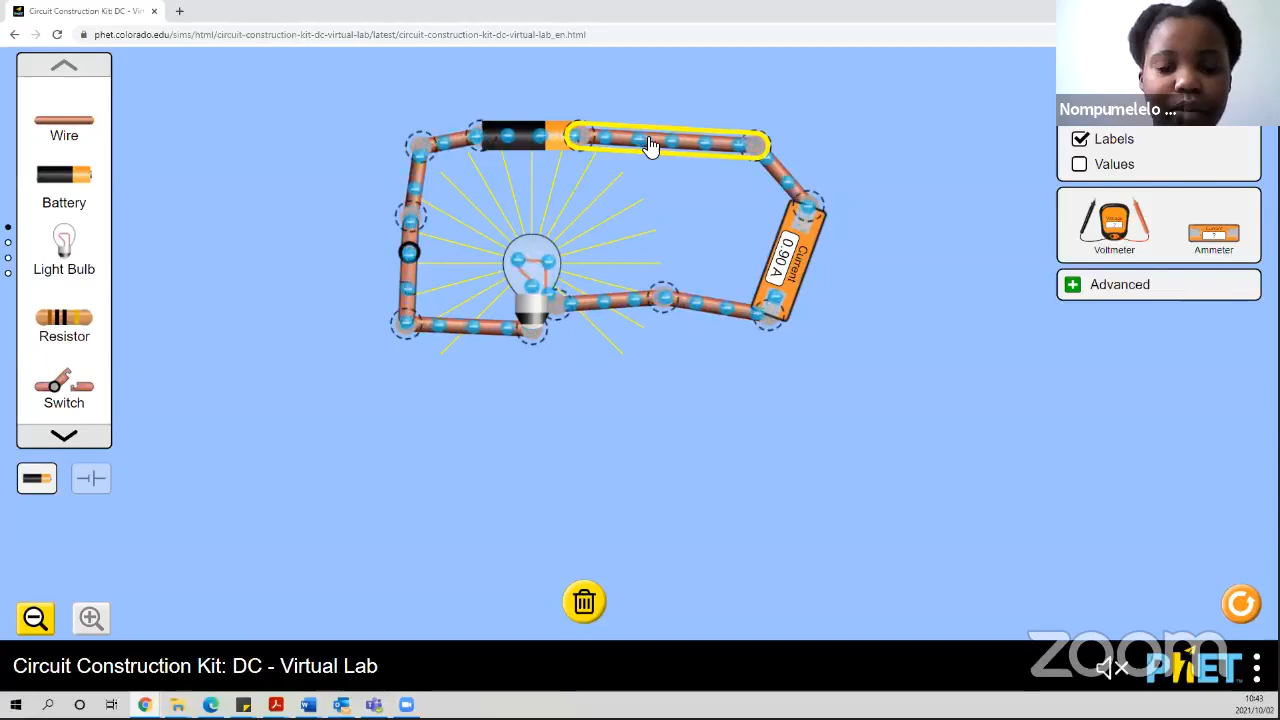 Circuit Construction Kit: DC - Virt
phet.colorado.edu/sims/html/circuit-construction-kit-dc-virtual-lab/latest/circuit-construction-kit-dc-virtual-lab_en.html
Nompumelelo ...
Wire
Battery
Light Bulb
Resistor
Switch
0.90 A
Current
Labels
Values
Voltmeter
Ammeter
Advanced
zoom
PhET
Circuit Construction Kit: DC - Virtual Lab
10:43
2021/10/02